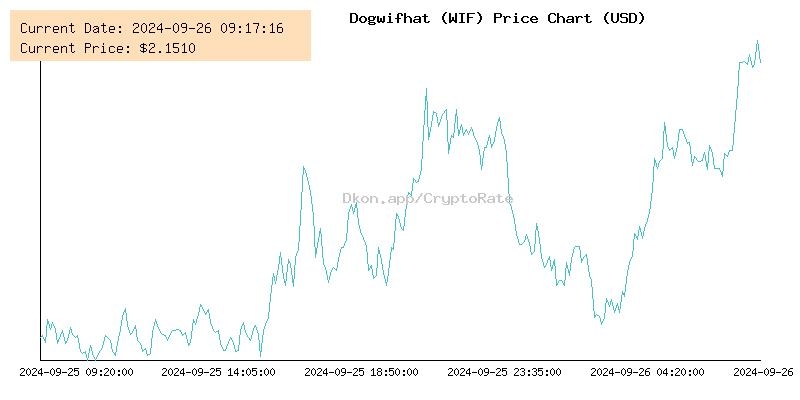 Dogwifhat (WIF) Price Chart (USD)
Current Date: 2024-09-26 09:17:16
Current Price: $2.1510
Dkon.app/CryptoRate
2024-09-25 09:20:00 2024-09-25 14:05:00 2024-09-25 18:50:00 2024-09-25 23:35:00 2024-09-26 04:20:00 2024-09-26